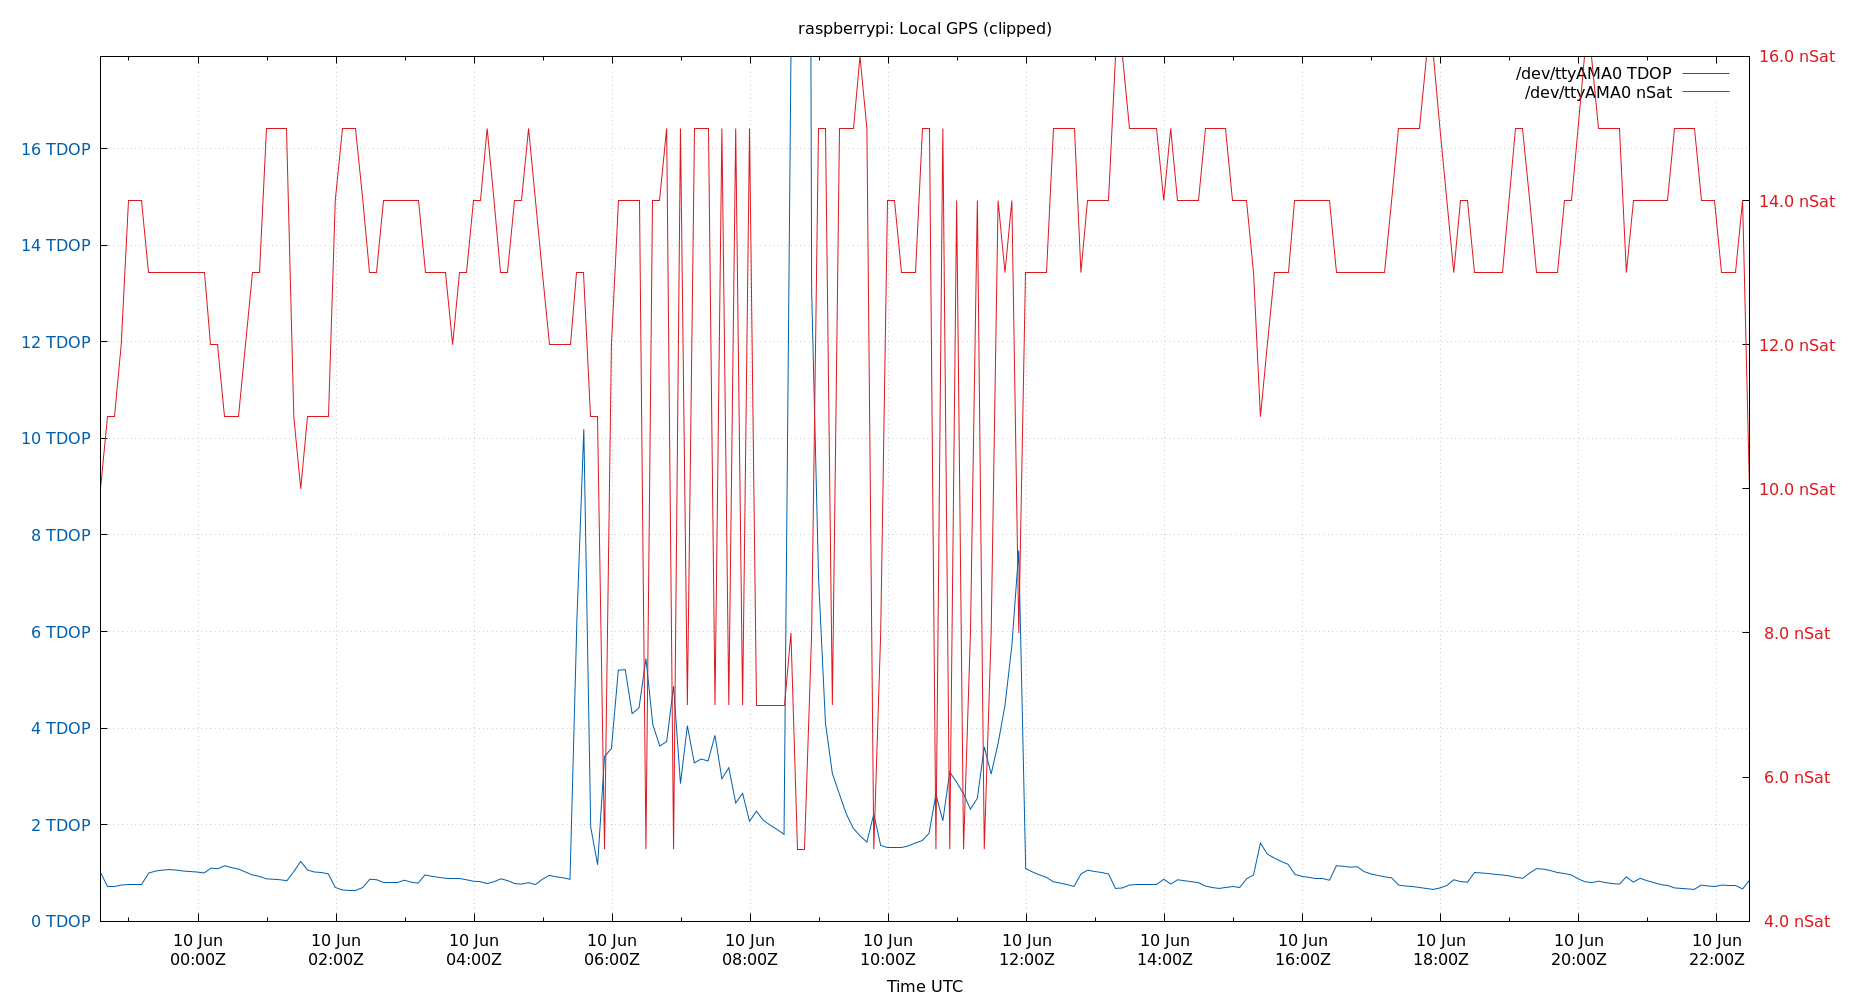 raspberrypi: Local GPS (clipped)
/dev/ttyAMA0 TDOP
/dev/ttyAMA0 nSat
16 TDOP
14 TDOP
12 TDOP
10 TDOP
8 TDOP
6 TDOP
4 TDOP
2 TDOP
0 TDOP
16.0 nSat
14.0 nSat
12.0 nSat
10.0 nSat
8.0 nSat
6.0 nSat
4.0 nSat
10 Jun 10 Jun 10 Jun 10 Jun 10 Jun 10 Jun 10 Jun 10 Jun 10 Jun 10 Jun 10 Jun 10 Jun
00:00Z 02:00Z 04:00Z 06:00Z 08:00Z 10:00Z 12:00Z 14:00Z 16:00Z 18:00Z 20:00Z 22:00Z
Time UTC